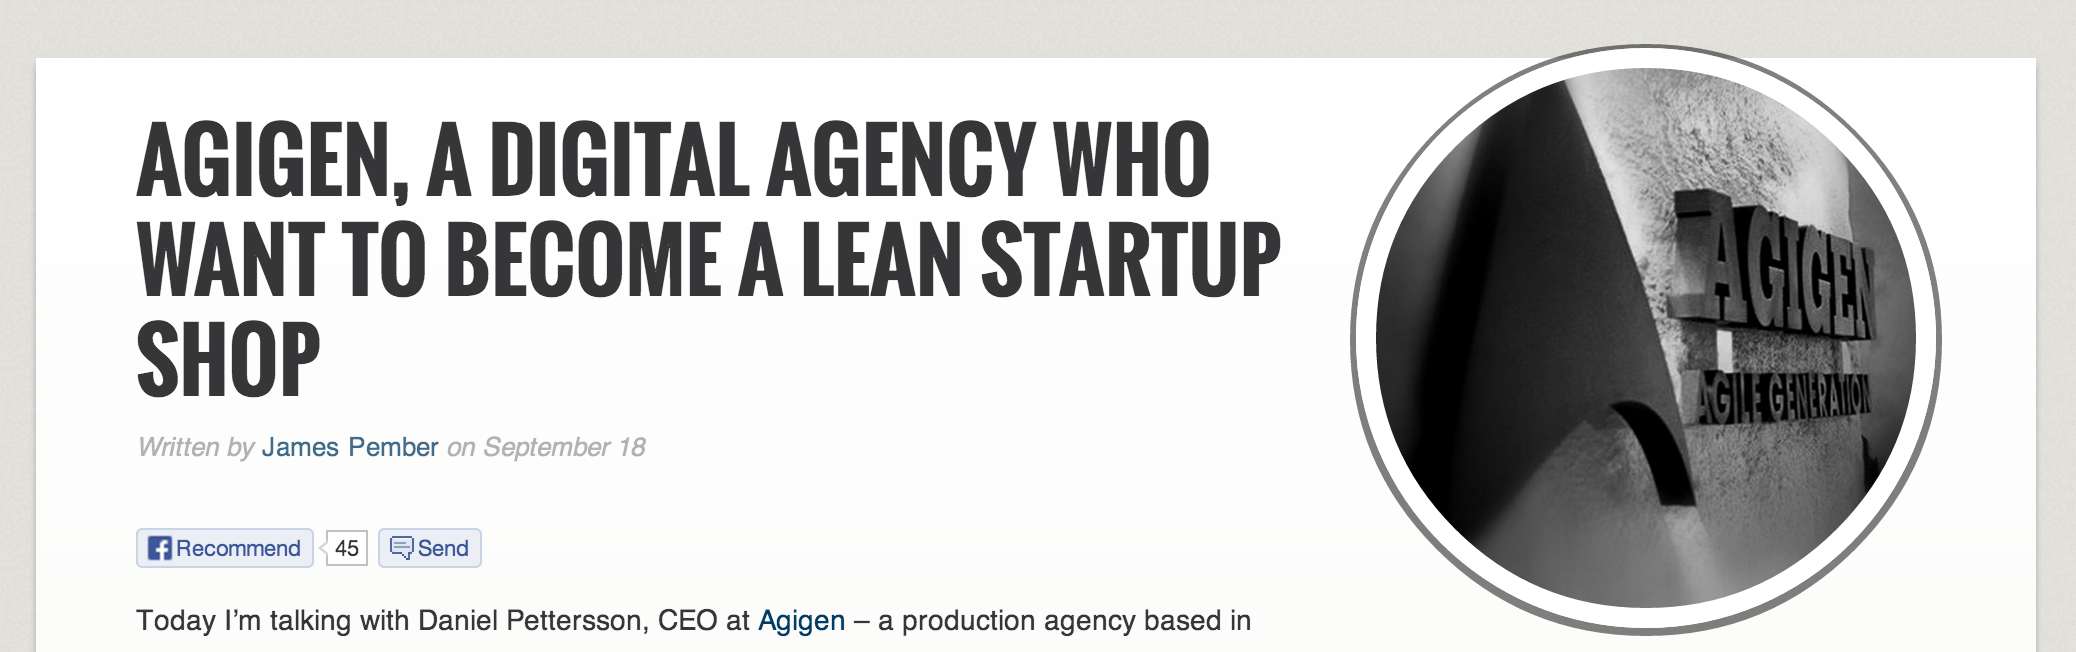 AGIGEN, A DIGITAL AGENCY WHO
WANT TO BECOME A LEAN STARTUP
SHOP
Written by James Pember on September 18
Recommend 45 Send
Today I’m talking with Daniel Pettersson, CEO at Agigen – a production agency based in
AGIGEN
AGILE GENERATION